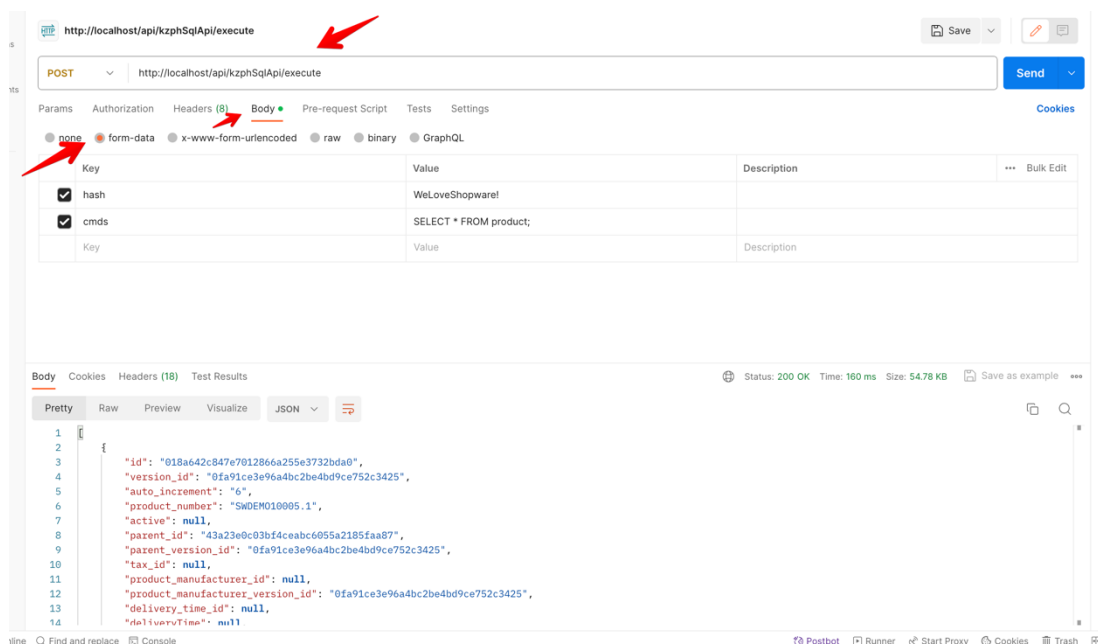 HTTP http://localhost/api/kzphSqlApi/execute Save
POST http://localhost/api/kzphSqlApi/execute Send
Params Authorization Headers (8) Body Pre-request Script Tests Settings Cookies
none form-data x-www-form-urlencoded raw binary GraphQL
Key Value Description ••• Bulk Edit
hash WeLoveShopware!
cmds SELECT * FROM product;
Key Value Description
Body Cookies Headers (18) Test Results Status: 200 OK Time: 160 ms Size: 54.78 KB Save as example
Pretty Raw Preview Visualize JSON
1 [
2 {
3 "id": "018a642c847e7012866a255e3732bda0",
4 "version_id": "0fa91ce3e96a4bc2be4bd9ce752c3425",
5 "auto_increment": "6",
6 "product_number": "SWDEMO10005.1",
7 "active": null,
8 "parent_id": "43a23e0c03bf4ceabc6055a2185faa87",
9 "parent_version_id": "0fa91ce3e96a4bc2be4bd9ce752c3425",
10 "tax_id": null,
11 "product_manufacturer_id": null,
12 "product_manufacturer_version_id": "0fa91ce3e96a4bc2be4bd9ce752c3425",
13 "delivery_time_id": null,
14 "deliveryTime": null
Find and replace Console Postbot Runner Start Proxy Cookies Trash